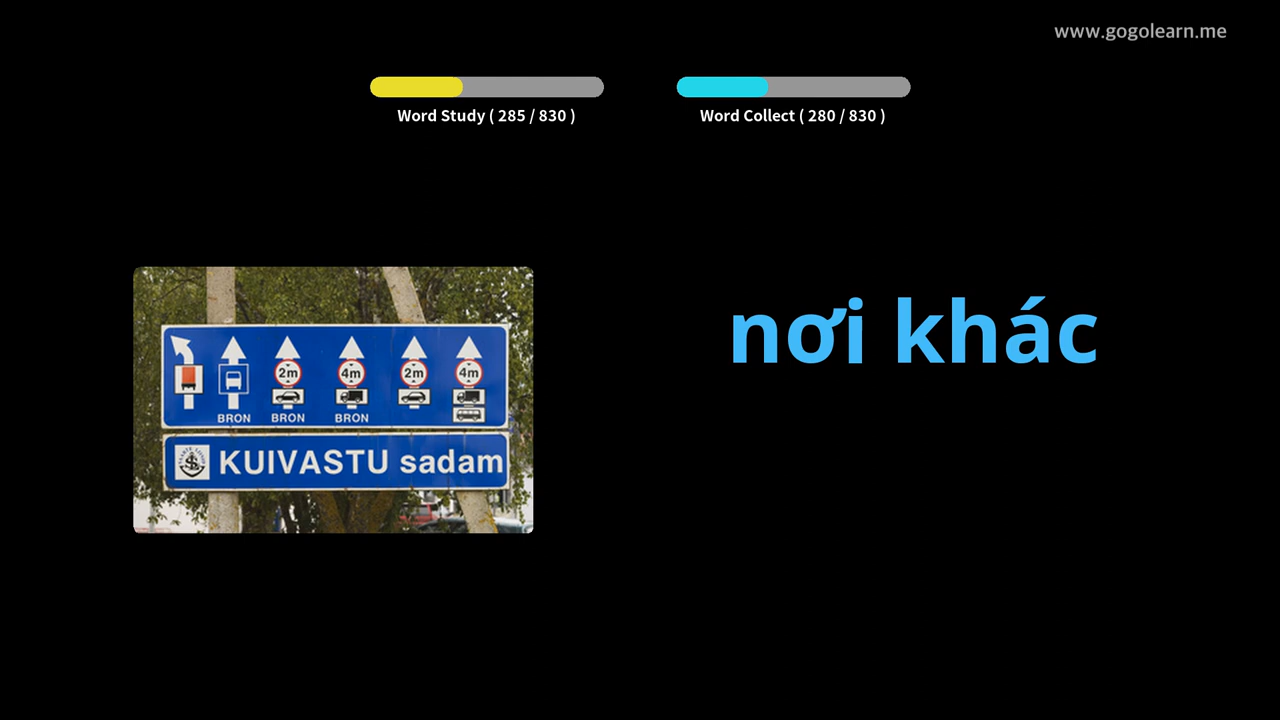 www.gogolearn.me
Word Study ( 285 / 830 )
Word Collect ( 280 / 830 )
2m 4m 2m 4m
BRON BRON BRON
KUIVASTU sadam
nơi khác